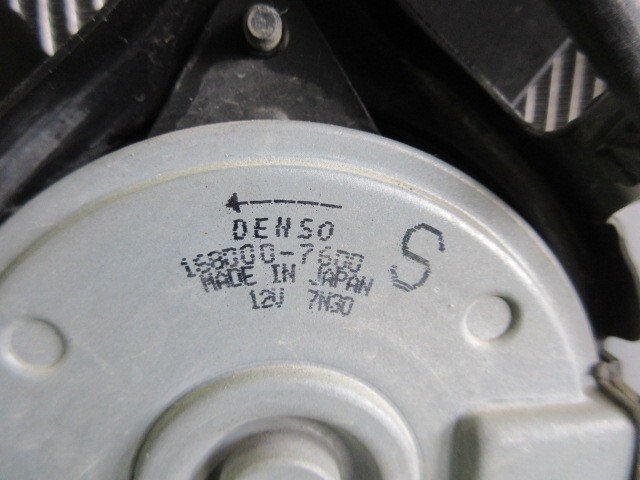 DENSO
168000-7600
MADE IN JAPAN
12V 7N30
S